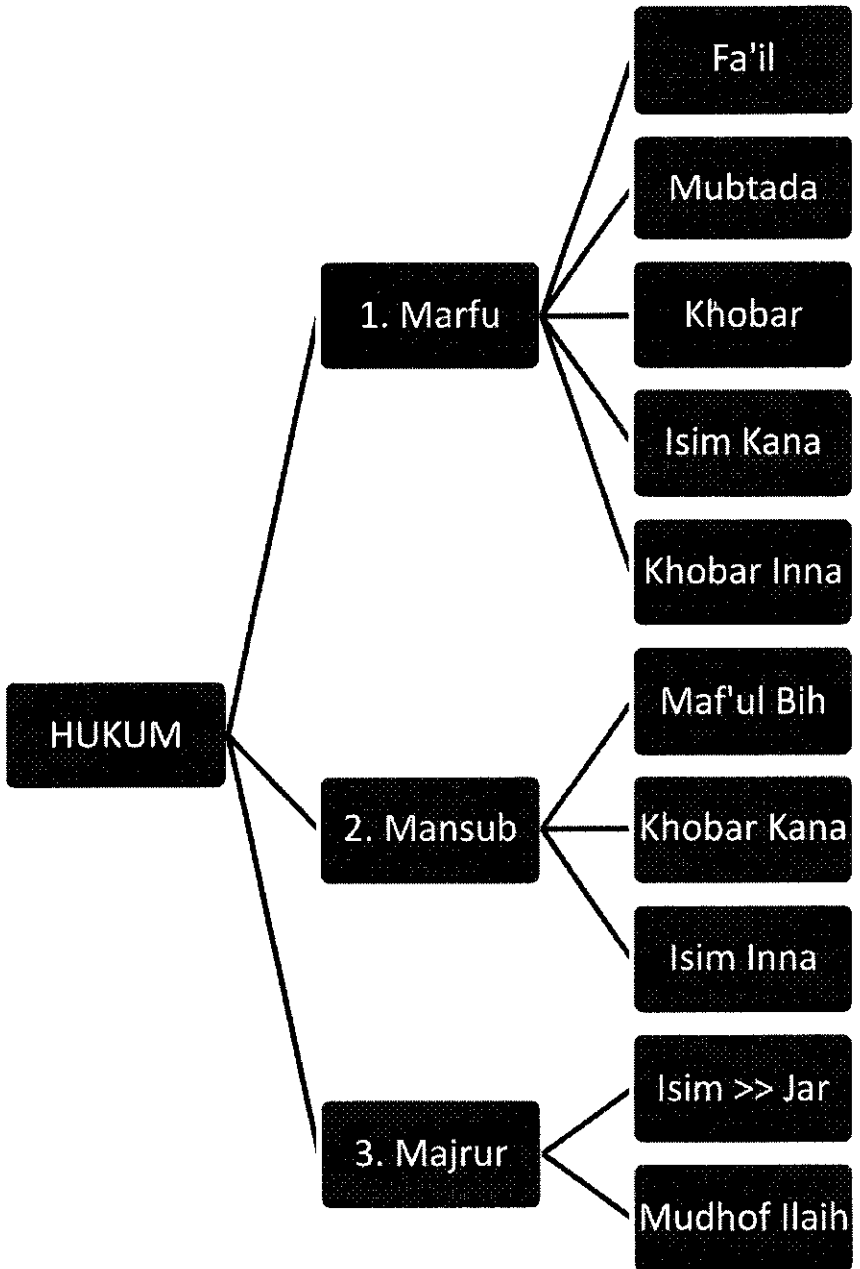 HUKUM
1. Marfu
Fa'il
Mubtada
Khobar
Isim Kana
Khobar Inna
2. Mansub
Maf'ul Bih
Khobar Kana
Isim Inna
3. Majrur
Isim >> Jar
Mudhof Ilaih